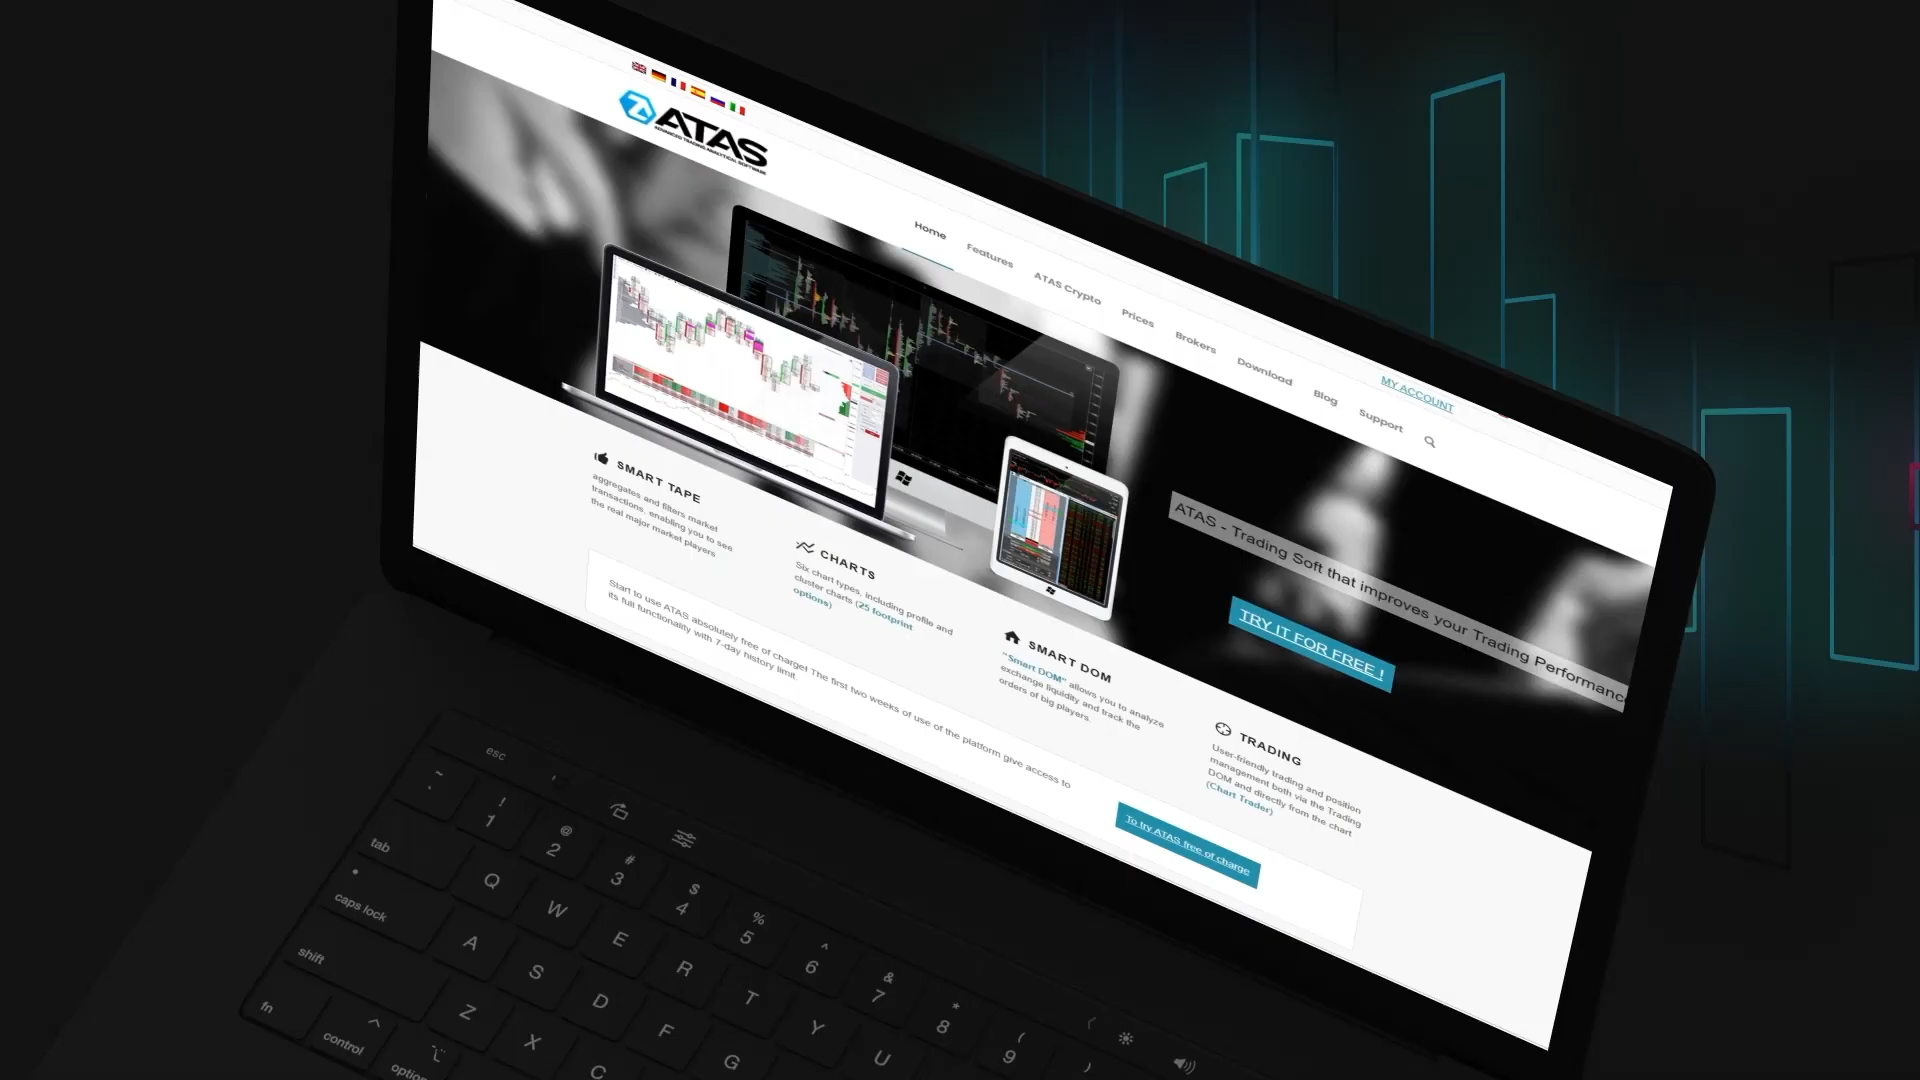 ATAS
ADVANCED TRADING ANALYTICAL SOFTWARE
Home
Features
ATAS Crypto
Prices
Brokers
Download
Blog
Support
MY ACCOUNT
ATAS - Trading Soft that improves your Trading Performanc
TRY IT FOR FREE !
SMART TAPE
aggregates and filters market
transactions, enabling you to see
the real major market players
CHARTS
Six chart types, including profile and
cluster charts (25 footprint
options)
SMART DOM
"Smart DOM" allows you to analyze
exchange liquidity and track the
orders of big players.
TRADING
User-friendly trading and position
management both via the Trading
DOM and directly from the chart
(Chart Trader)
Start to use ATAS absolutely free of charge! The first two weeks of use of the platform give access to
its full functionality with 7-day history limit.
To try ATAS free of charge
esc
~
! @ # $ % ^ & * (
1 2 3 4 5 6 7 8 9 )
tab Q W E R T Y U
caps lock A S D F G
shift Z X C
fn control option